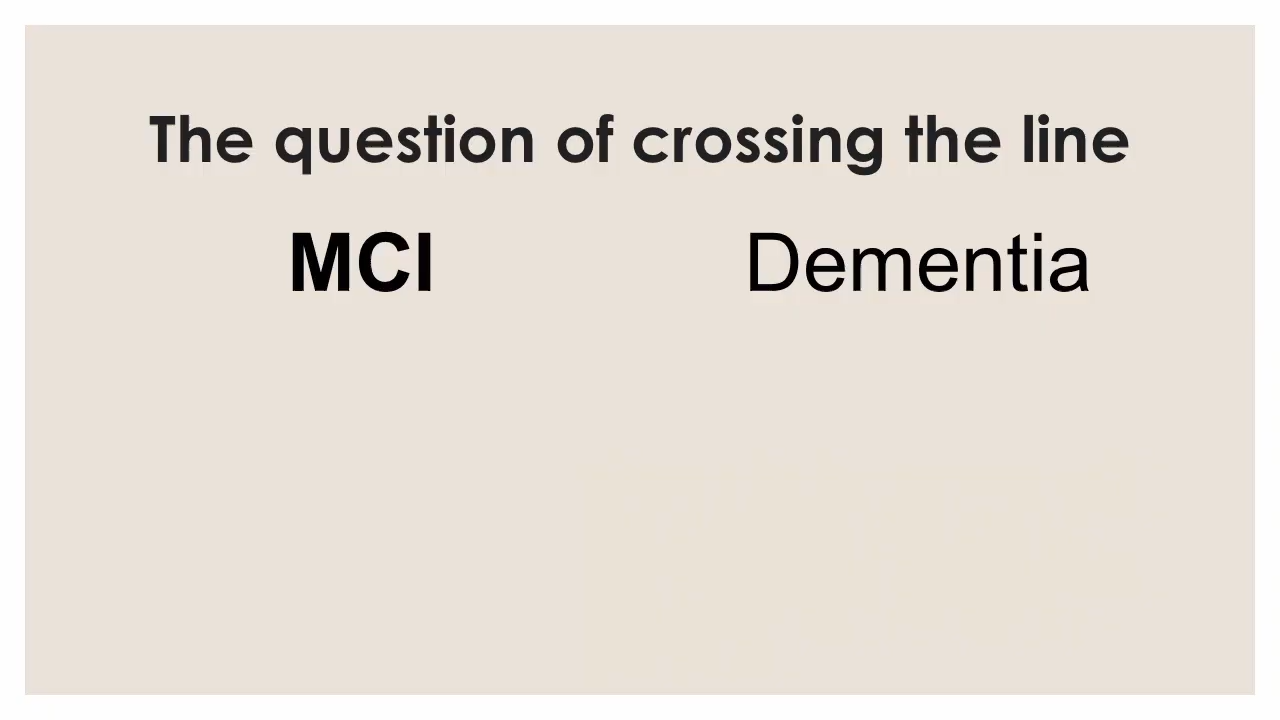 The question of crossing the line
MCI Dementia